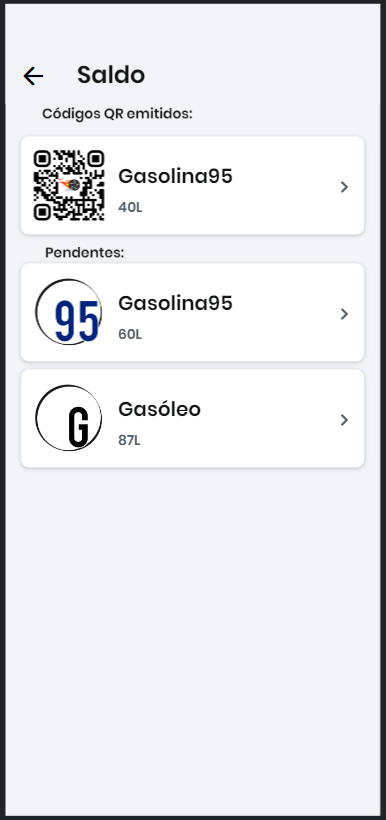 Saldo
Códigos QR emitidos:
Gasolina95
40L
Pendentes:
95
Gasolina95
60L
G
Gasóleo
87L